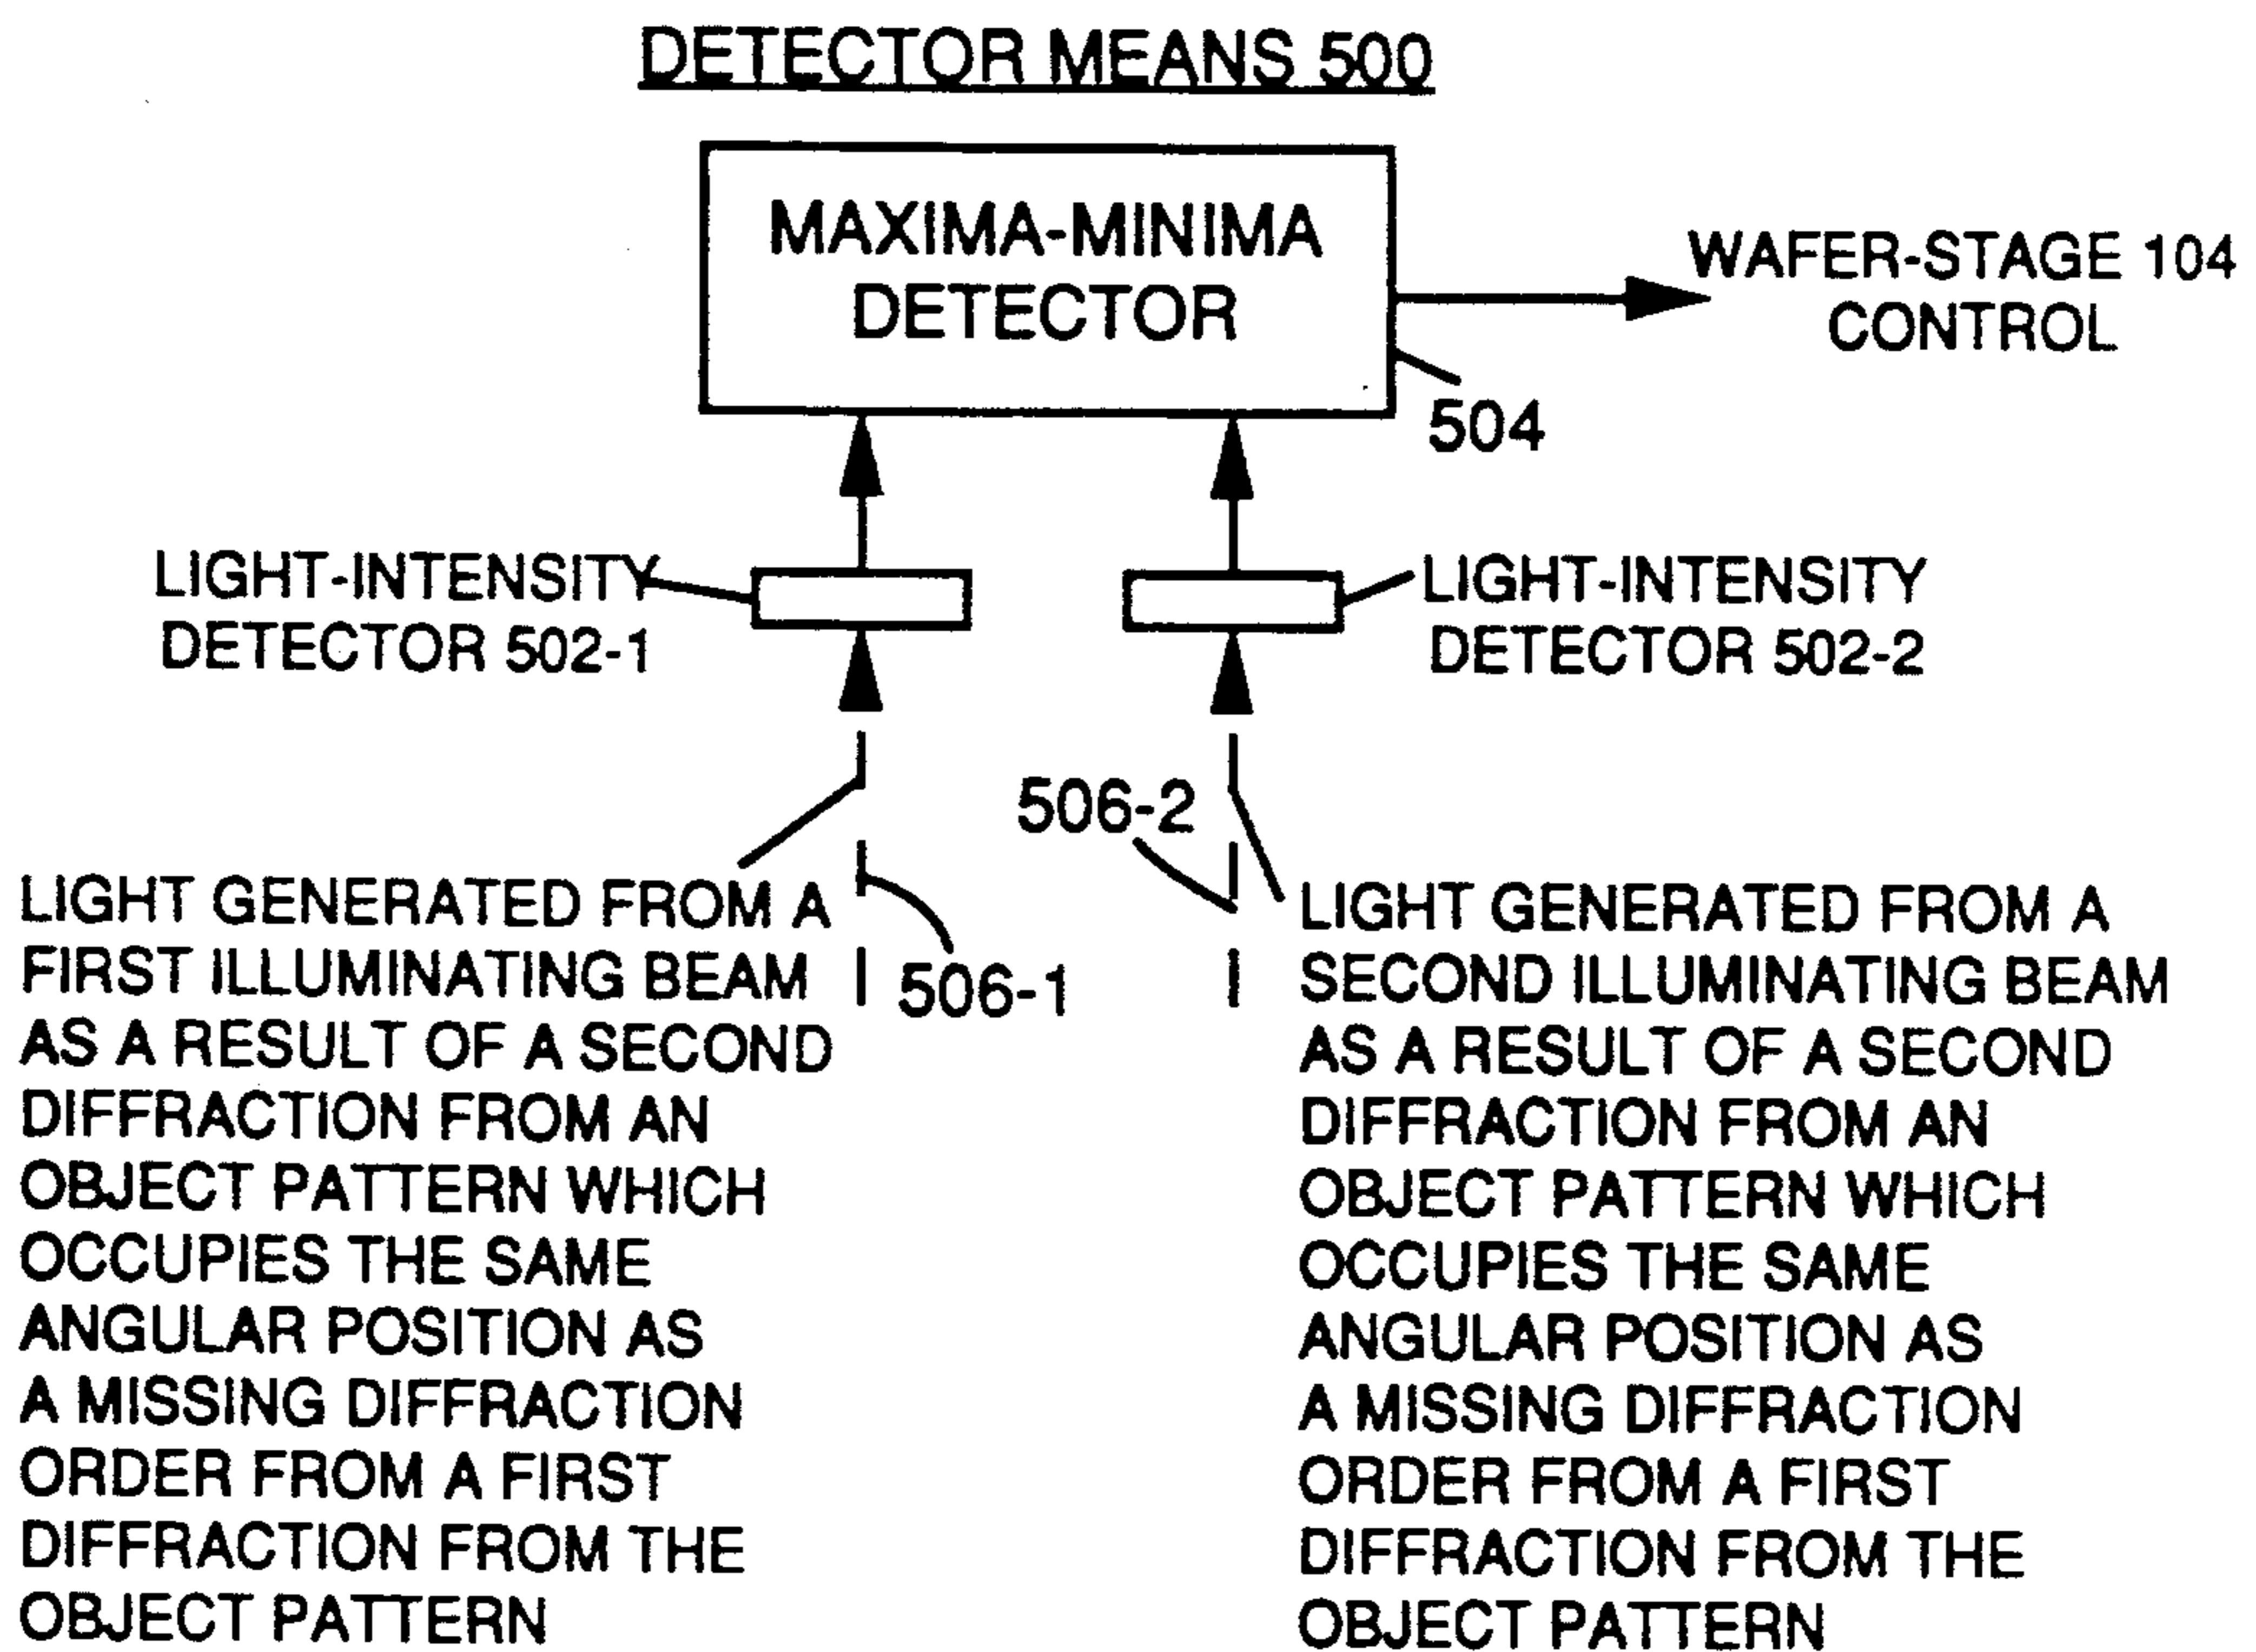 DETECTOR MEANS 500
MAXIMA-MINIMA
DETECTOR
WAFER-STAGE 104
CONTROL
504
LIGHT-INTENSITY
DETECTOR 502-1
LIGHT-INTENSITY
DETECTOR 502-2
506-2
506-1
LIGHT GENERATED FROM A
FIRST ILLUMINATING BEAM
AS A RESULT OF A SECOND
DIFFRACTION FROM AN
OBJECT PATTERN WHICH
OCCUPIES THE SAME
ANGULAR POSITION AS
A MISSING DIFFRACTION
ORDER FROM A FIRST
DIFFRACTION FROM THE
OBJECT PATTERN
LIGHT GENERATED FROM A
SECOND ILLUMINATING BEAM
AS A RESULT OF A SECOND
DIFFRACTION FROM AN
OBJECT PATTERN WHICH
OCCUPIES THE SAME
ANGULAR POSITION AS
A MISSING DIFFRACTION
ORDER FROM A FIRST
DIFFRACTION FROM THE
OBJECT PATTERN